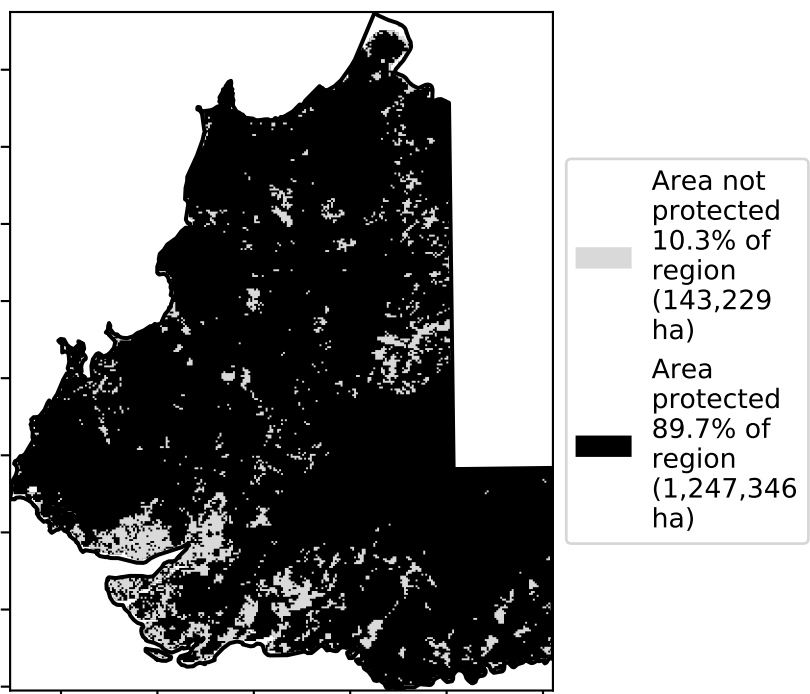 Area not
protected
10.3% of
region
(143,229
ha)
Area
protected
89.7% of
region
(1,247,346
ha)